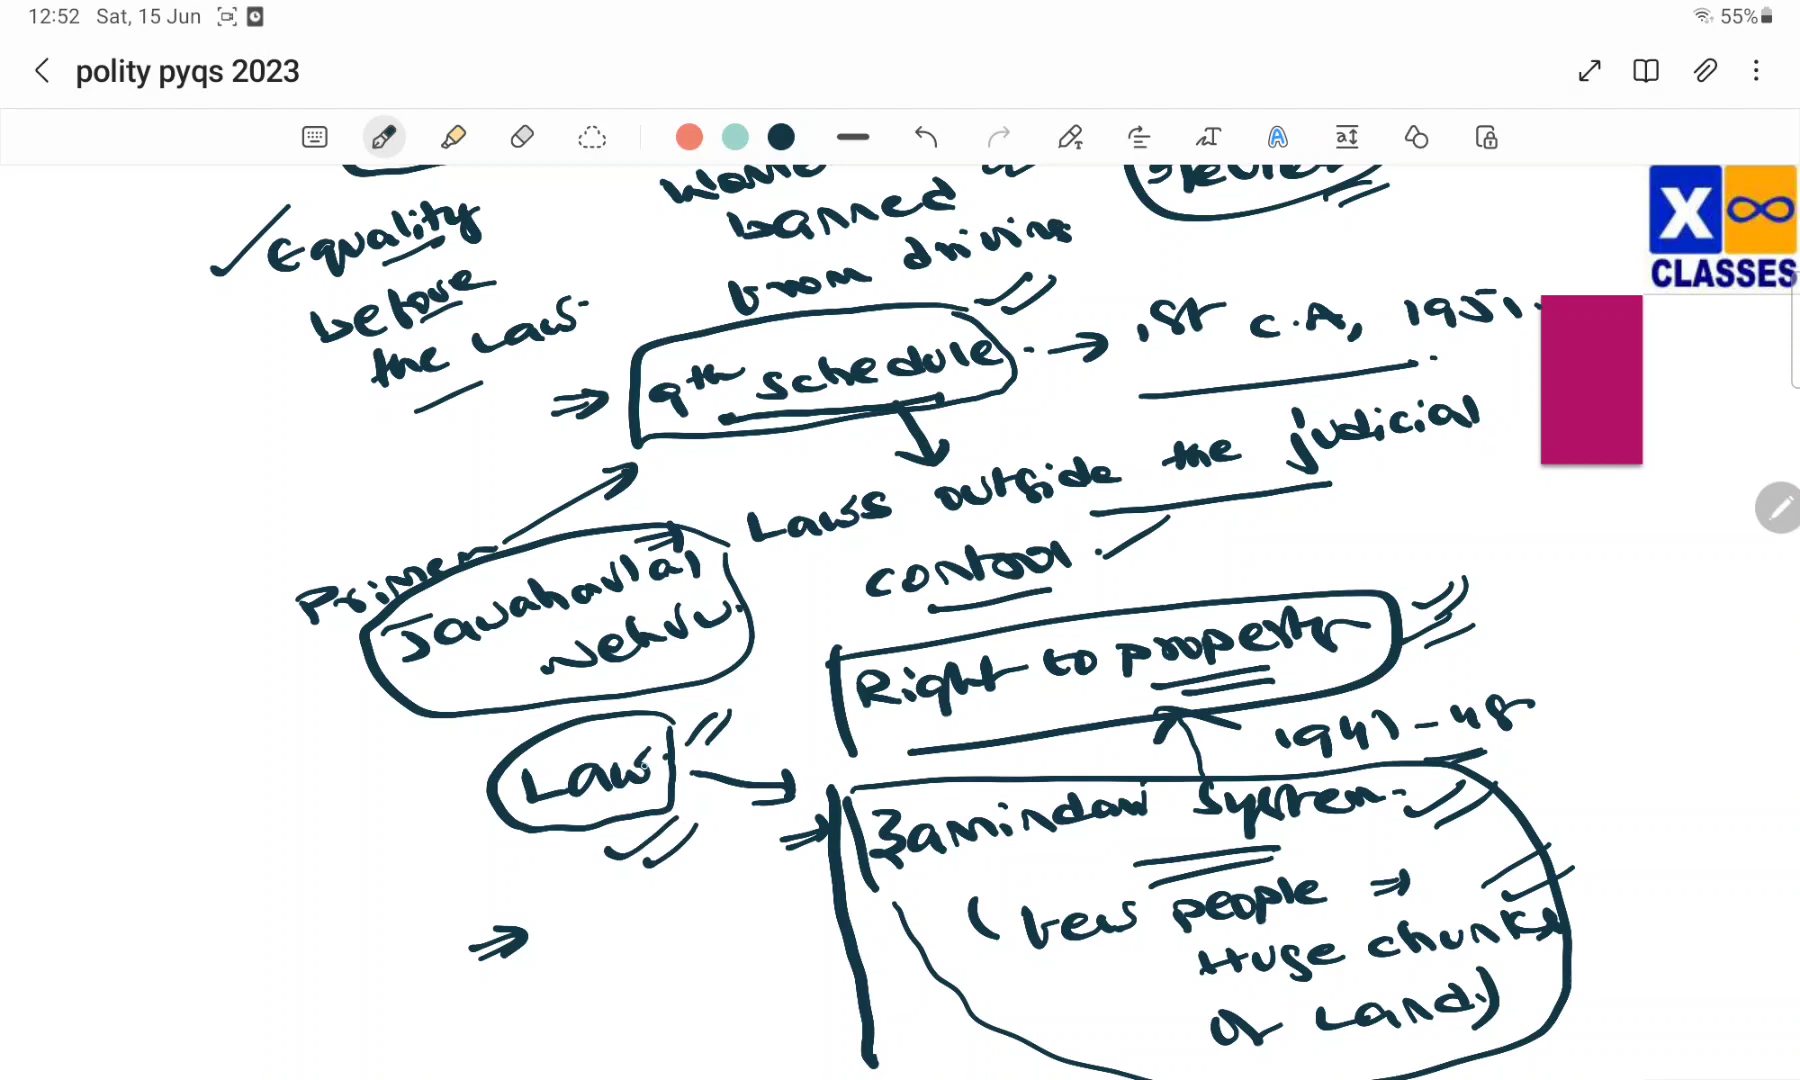 12:52 Sat, 15 Jun
55%
polity pyqs 2023
X
CLASSES
Equality
before
the Law
banned
from driving
9th schedule
1st C.A, 1951
Laws outside the judicial
control
Jawaharlal
Nehru
Right to property
1947-48
Law
Zamindari System
(few people
Huge chunks
of Land)